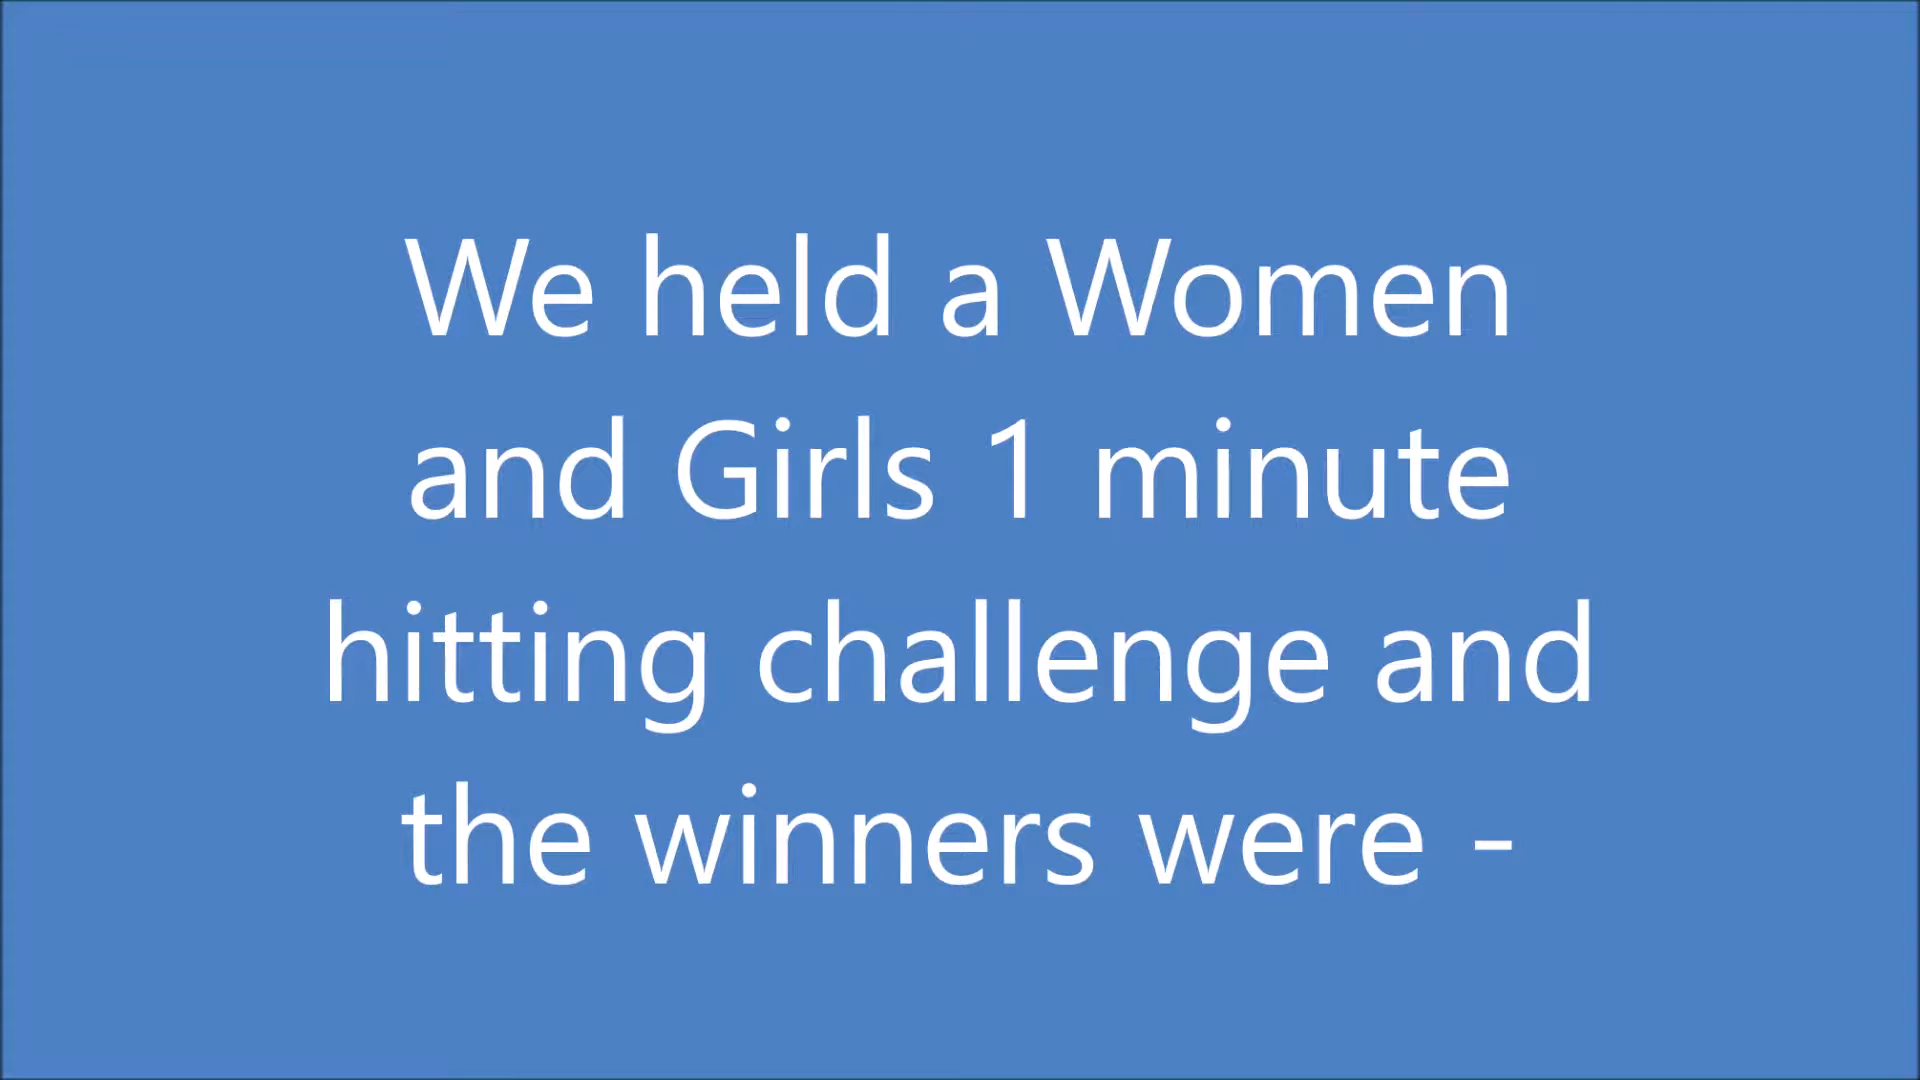 We held a Women
and Girls 1 minute
hitting challenge and
the winners were -